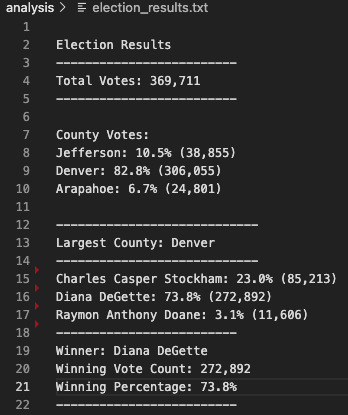 analysis > election_results.txt
1
2 Election Results
3 -------------------------
4 Total Votes: 369,711
5 -------------------------
6
7 County Votes:
8 Jefferson: 10.5% (38,855)
9 Denver: 82.8% (306,055)
10 Arapahoe: 6.7% (24,801)
11
12 ----------------------------
13 Largest County: Denver
14 ----------------------------
15 Charles Casper Stockham: 23.0% (85,213)
16 Diana DeGette: 73.8% (272,892)
17 Raymon Anthony Doane: 3.1% (11,606)
18 -------------------------
19 Winner: Diana DeGette
20 Winning Vote Count: 272,892
21 Winning Percentage: 73.8%
22 -------------------------